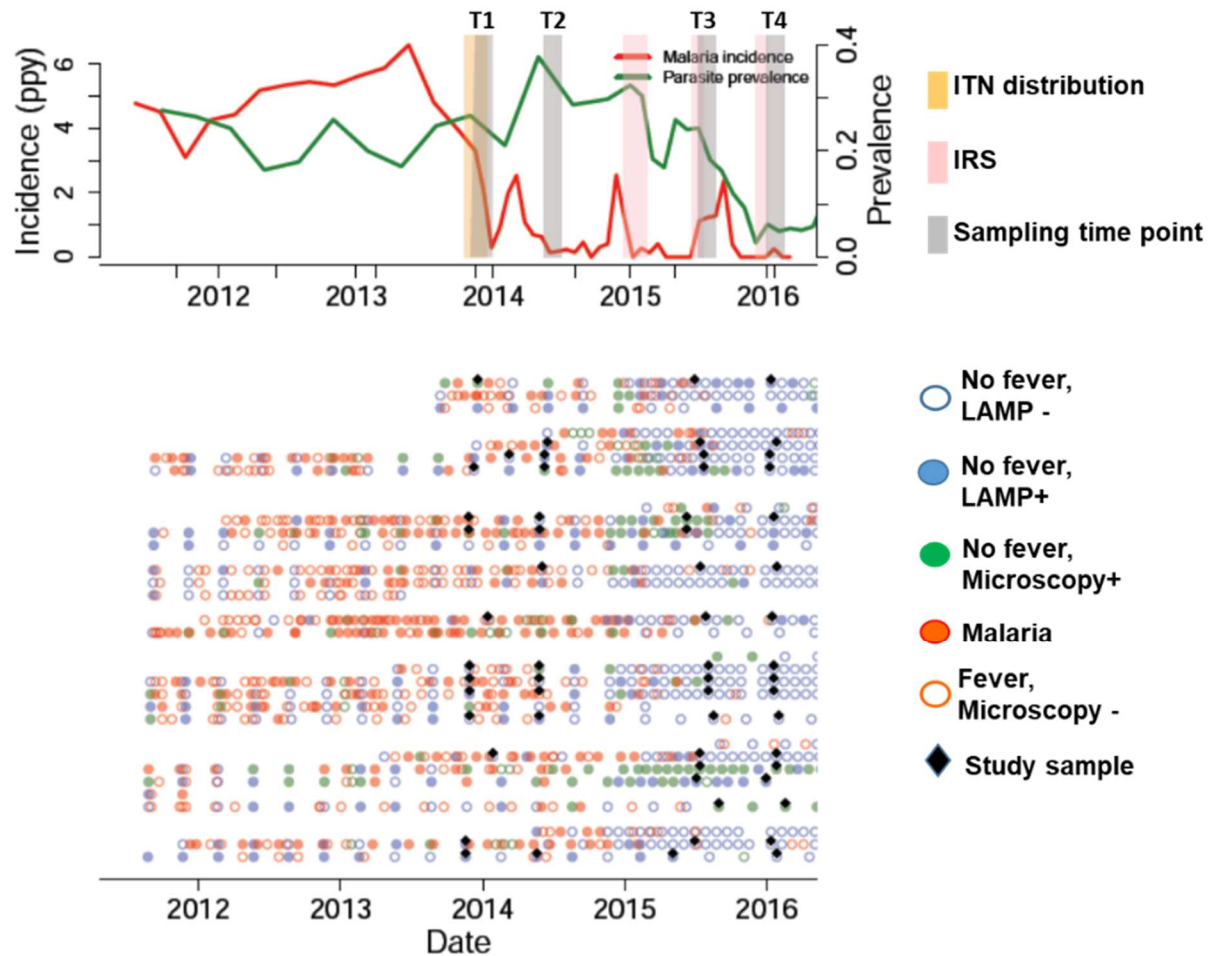 T1 T2 T3 T4
Incidence (ppy)
6
4
2
0
Malaria incidence
Parasite prevalence
0.4
0.2
0.0
Prevalence
2012 2013 2014 2015 2016
ITN distribution
IRS
Sampling time point
No fever,
LAMP -
No fever,
LAMP+
No fever,
Microscopy+
Malaria
Fever,
Microscopy -
Study sample
2012 2013 2014 2015 2016
Date